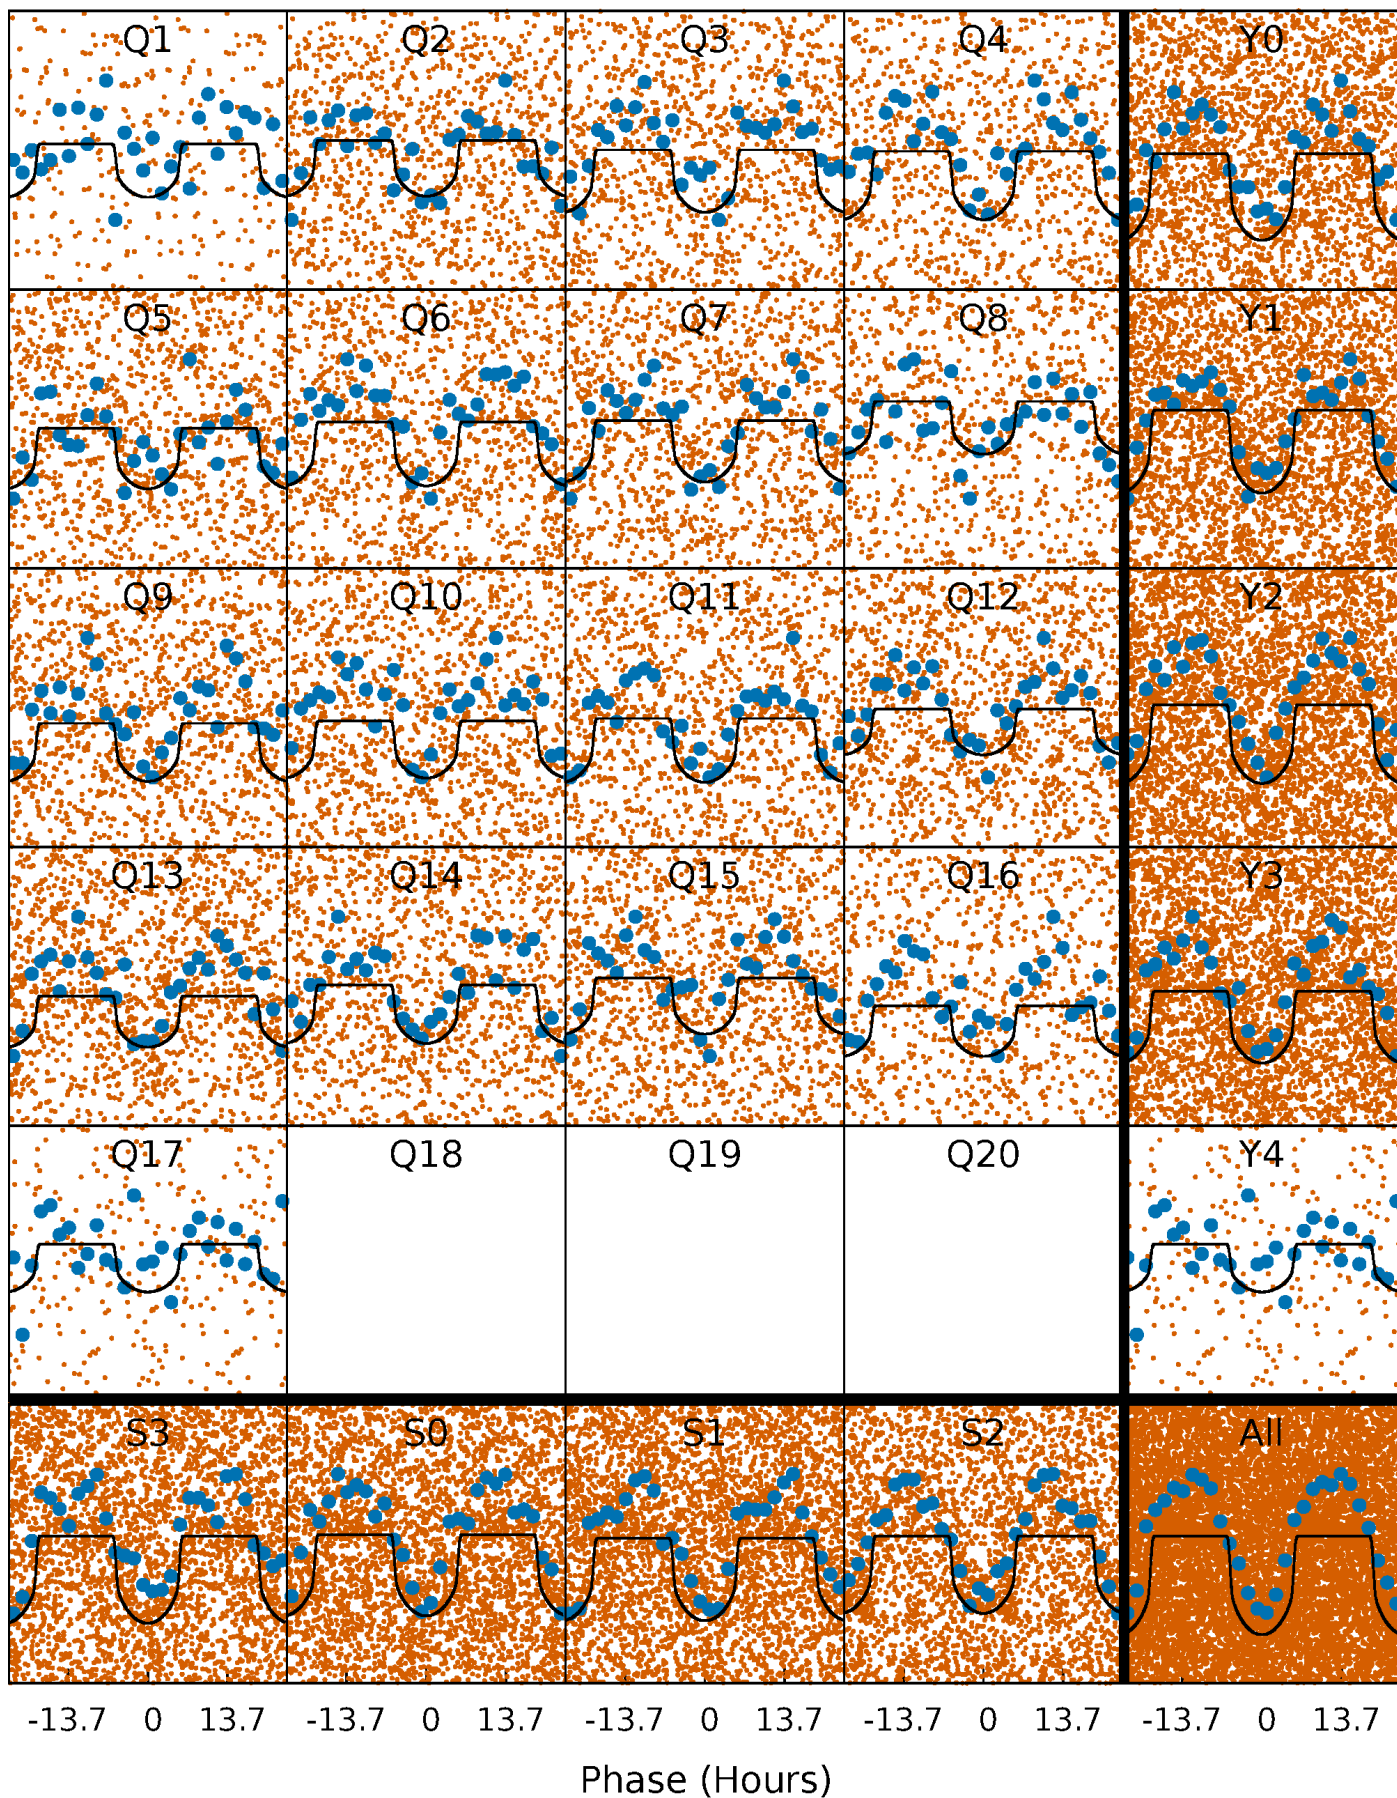 Q1 Q2 Q3 Q4 Y0
Q5 Q6 Q7 Q8 Y1
Q9 Q10 Q11 Q12 Y2
Q13 Q14 Q15 Q16 Y3
Q17 Q18 Q19 Q20 Y4
S3 S0 S1 S2 All
-13.7 0 13.7 -13.7 0 13.7 -13.7 0 13.7 -13.7 0 13.7 -13.7 0 13.7
Phase (Hours)